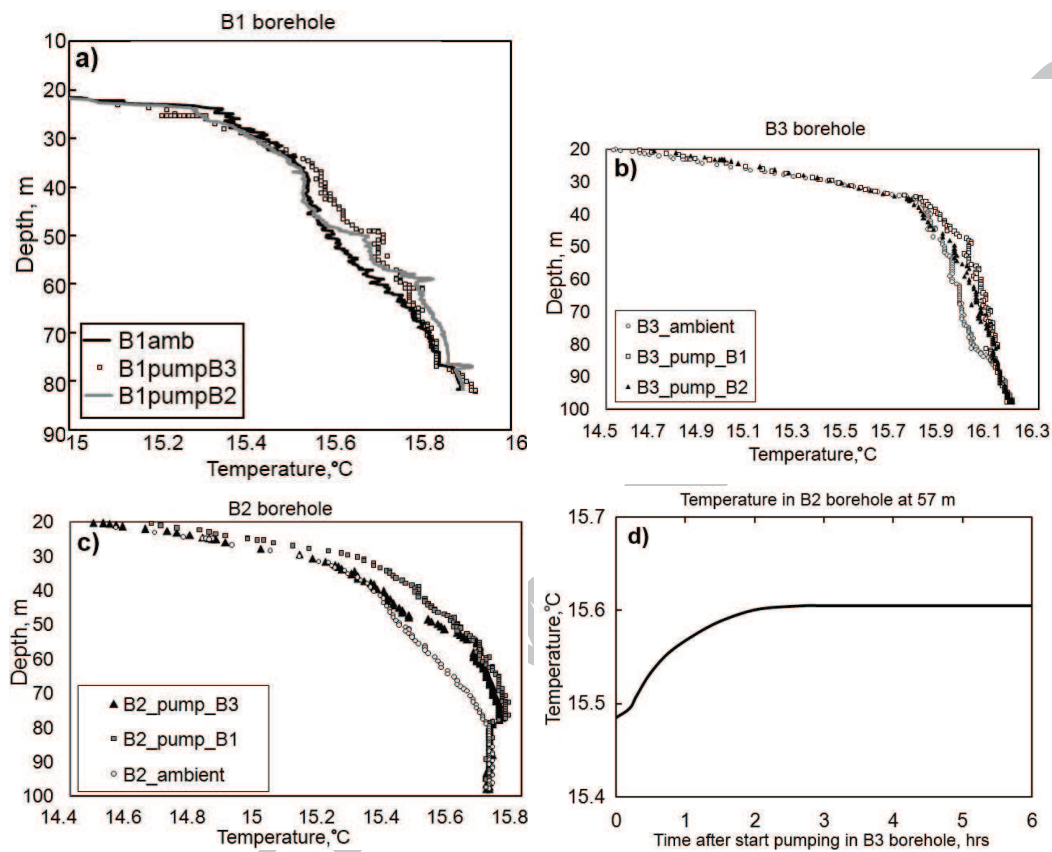 B1 borehole
a)
10
20
30
40
50
60
70
80
90
Depth, m
B1amb
B1pumpB3
B1pumpB2
15 15.2 15.4 15.6 15.8 16
Temperature,°C
B3 borehole
b)
20
30
40
50
60
70
80
90
100
Depth, m
B3_ambient
B3_pump_B1
B3_pump_B2
14.5 14.7 14.9 15.1 15.3 15.5 15.7 15.9 16.1 16.3
Temperature,°C
B2 borehole
c)
20
30
40
50
60
70
80
90
100
Depth, m
B2_pump_B3
B2_pump_B1
B2_ambient
14.4 14.6 14.8 15 15.2 15.4 15.6 15.8
Temperature,°C
Temperature in B2 borehole at 57 m
d)
15.7
15.6
15.5
15.4
Temperature,°C
0 1 2 3 4 5 6
Time after start pumping in B3 borehole, hrs